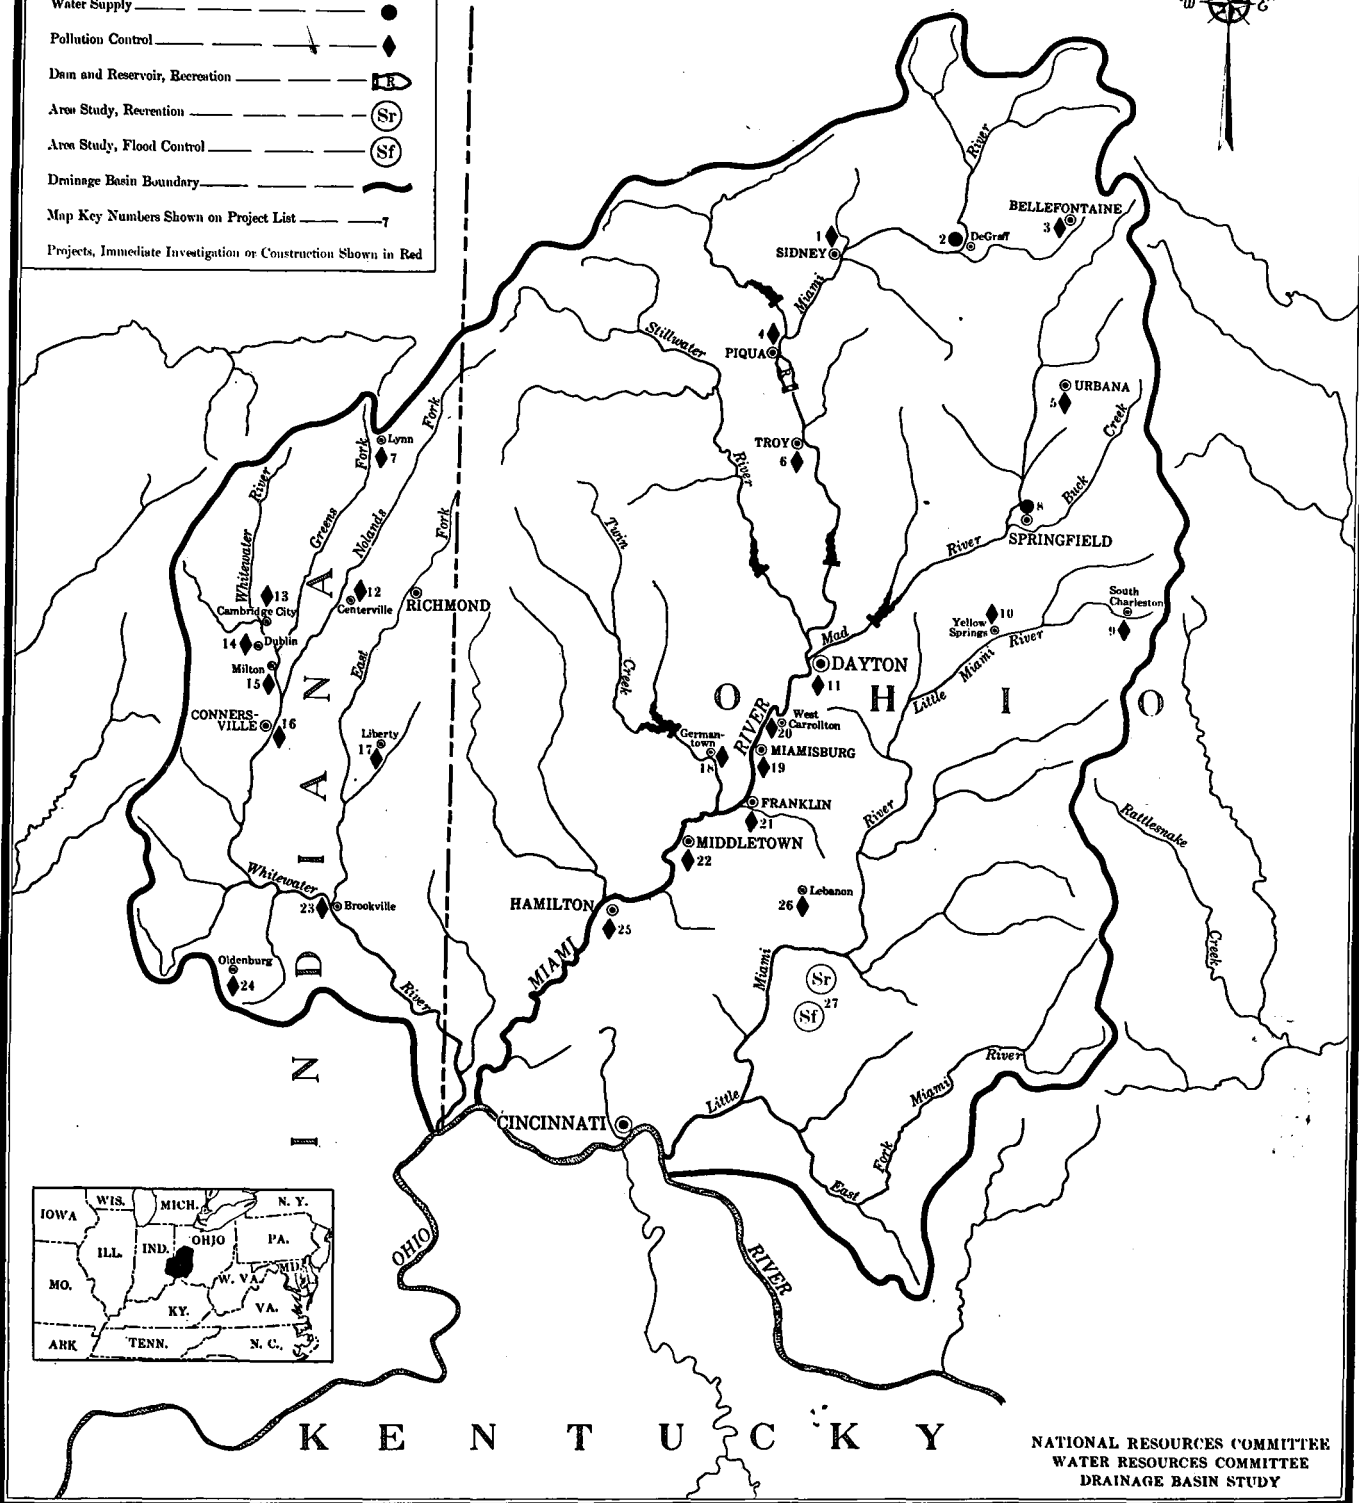 Water Supply
Pollution Control
Dam and Reservoir, Recreation
R
Area Study, Recreation
Sr
Area Study, Flood Control
Sf
Drainage Basin Boundary
Map Key Numbers Shown on Project List 7
Projects, Immediate Investigation or Construction Shown in Red
W
E
River
BELLEFONTAINE
3
2
DeGraff
1
SIDNEY
Miami
Stillwater
4
PIQUA
R
URBANA
5
Creek
Fork
Lynn
7
Fork
TROY
6
River
River
Buck
8
SPRINGFIELD
Greens
Nolands
Fork
Twin
River
Whitewater
13
Cambridge City
12
Centerville
RICHMOND
South
Charleston
9
10
Yellow
Springs
River
Miami
Little
Mad
DAYTON
11
14
Dublin
Milton
15
East
Creek
CONNERS-
VILLE
16
Liberty
17
OHIO
West
Carrollton
20
RIVER
German-
town
18
MIAMISBURG
19
FRANKLIN
21
River
Rattlesnake
MIDDLETOWN
22
Whitewater
23
Brookville
HAMILTON
25
Lebanon
26
Creek
Oldenburg
24
River
MIAMI
Miami
Sr
27
Sf
INDIANA
River
Miami
Little
CINCINNATI
Fork
East
IOWA
WIS.
MICH.
N. Y.
ILL.
IND.
OHIO
PA.
MO.
W. VA.
MD.
KY.
VA.
ARK
TENN.
N. C.
OHIO
RIVER
KENTUCKY
NATIONAL RESOURCES COMMITTEE
WATER RESOURCES COMMITTEE
DRAINAGE BASIN STUDY